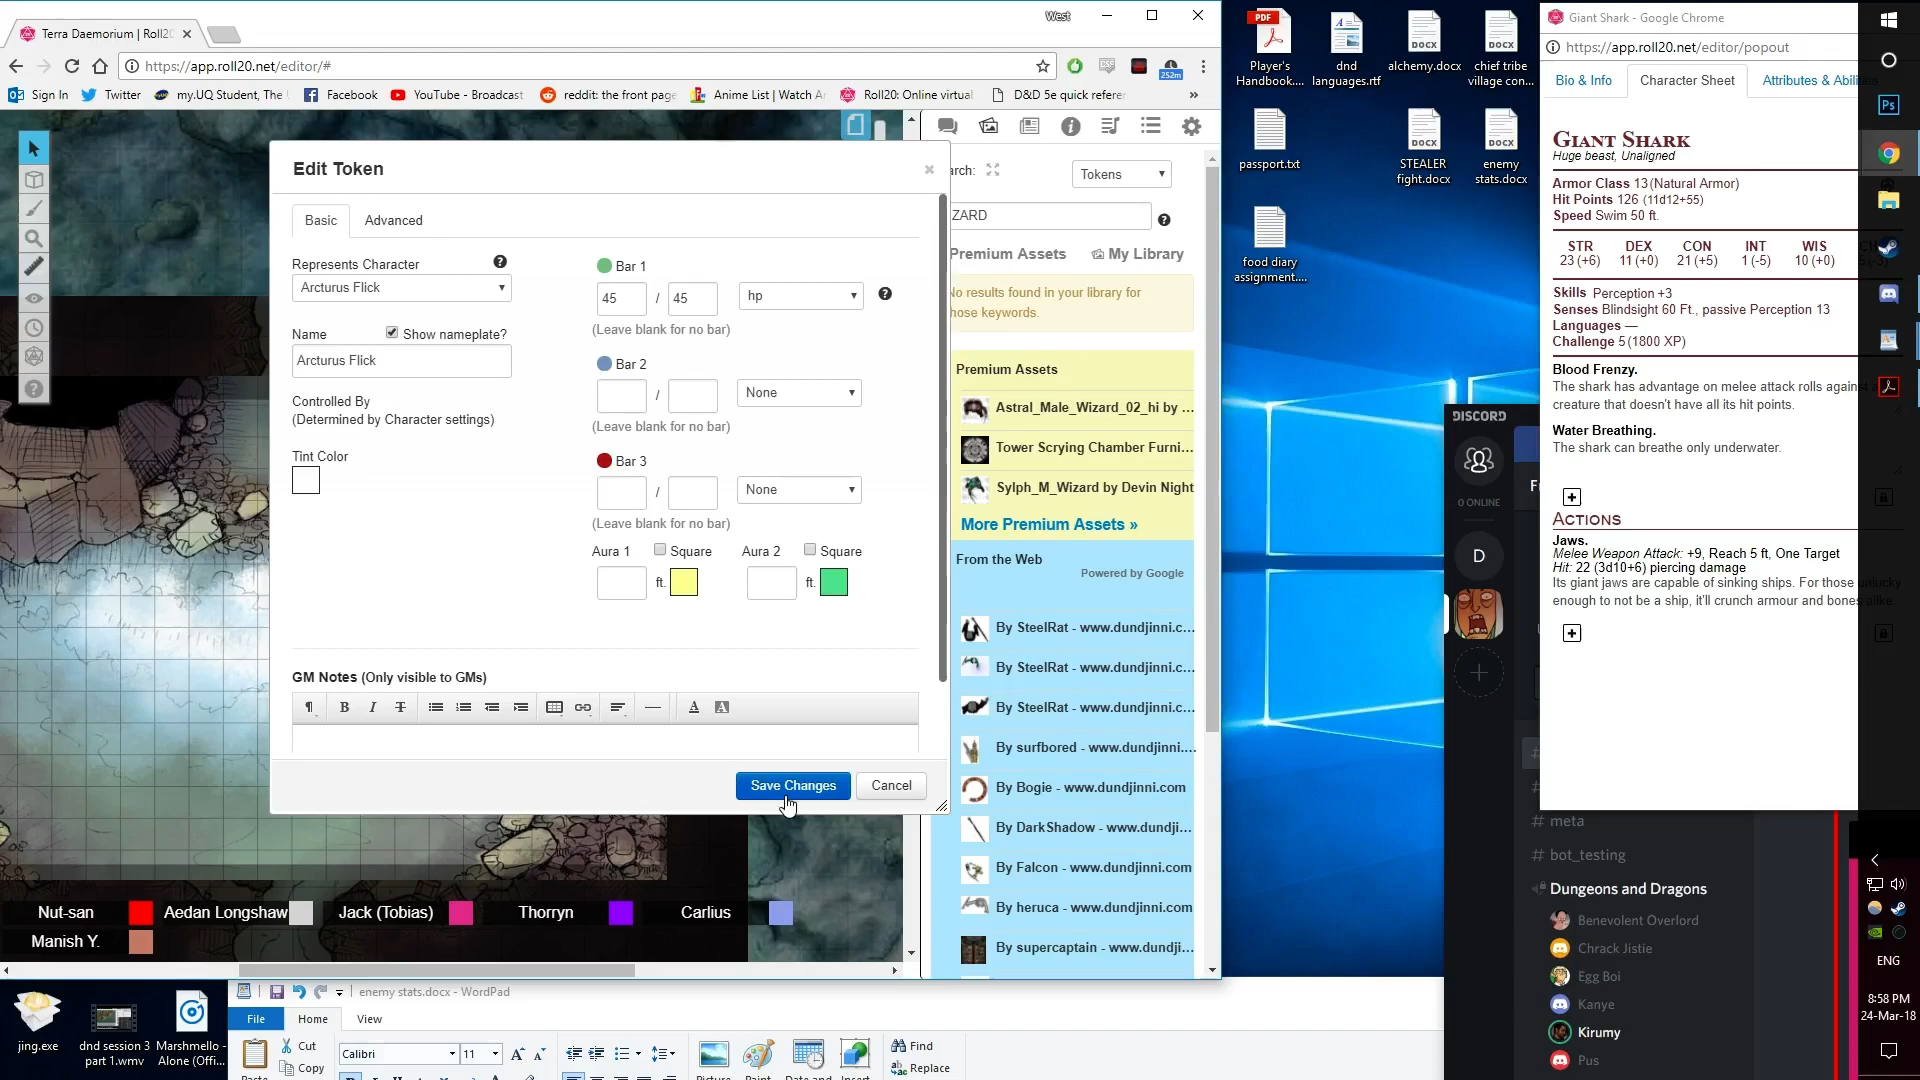 West
Terra Daemorium | Roll20
https://app.roll20.net/editor/#
252m
Sign In
Twitter
my.UQ Student, The
Facebook
YouTube - Broadcast
reddit: the front page
Anime List | Watch
Roll20: Online virtual
D&D 5e quick refere
»
Edit Token
Basic
Advanced
Represents Character
Arcturus Flick
Name
Show nameplate?
Arcturus Flick
Controlled By
(Determined by Character settings)
Tint Color
Bar 1
45 / 45
hp
(Leave blank for no bar)
Bar 2
/
None
(Leave blank for no bar)
Bar 3
/
None
(Leave blank for no bar)
Aura 1
Square
Aura 2
Square
ft.
ft.
GM Notes (Only visible to GMs)
Save Changes
Cancel
arch:
Tokens
ZARD
Premium Assets
My Library
No results found in your library for
hose keywords.
Premium Assets
Astral_Male_Wizard_02_hi by ...
Tower Scrying Chamber Furni...
Sylph_M_Wizard by Devin Night
More Premium Assets »
From the Web
Powered by Google
By SteelRat - www.dundjinni.c...
By SteelRat - www.dundjinni.c...
By SteelRat - www.dundjinni.c...
By surfbored - www.dundjinni....
By Bogie - www.dundjinni.com
By DarkShadow - www.dundji...
By Falcon - www.dundjinni.com
By heruca - www.dundjinni.com
By supercaptain - www.dundji...
Nut-san
Aedan Longshaw
Jack (Tobias)
Thorryn
Carlius
Manish Y.
jing.exe
dnd session 3
part 1.wmv
Marshmello -
Alone (Offi...
enemy stats.docx - WordPad
File
Home
View
Cut
Copy
Calibri
11
Find
Replace
PDF
Player's
Handbook....
dnd
languages.rtf
DOCX
alchemy.docx
DOCX
chief tribe
village con...
passport.txt
DOCX
STEALER
fight.docx
DOCX
enemy
stats.docx
food diary
assignment....
DISCORD
0 ONLINE
D
# meta
# bot_testing
Dungeons and Dragons
Benevolent Overlord
Chrack Jistie
Egg Boi
Kanye
Kirumy
Pus
Giant Shark - Google Chrome
https://app.roll20.net/editor/popout
Bio & Info
Character Sheet
Attributes & Abili
Giant Shark
Huge beast, Unaligned
Armor Class 13 (Natural Armor)
Hit Points 126 (11d12+55)
Speed Swim 50 ft.
STR
DEX
CON
INT
WIS
23 (+6)
11 (+0)
21 (+5)
1 (-5)
10 (+0)
Skills Perception +3
Senses Blindsight 60 Ft., passive Perception 13
Languages —
Challenge 5 (1800 XP)
Blood Frenzy.
The shark has advantage on melee attack rolls against a
creature that doesn't have all its hit points.
Water Breathing.
The shark can breathe only underwater.
Actions
Jaws.
Melee Weapon Attack: +9, Reach 5 ft, One Target
Hit: 22 (3d10+6) piercing damage
Its giant jaws are capable of sinking ships. For those unlucky
enough to not be a ship, it'll crunch armour and bones alike.
Ps
ENG
8:58 PM
24-Mar-18